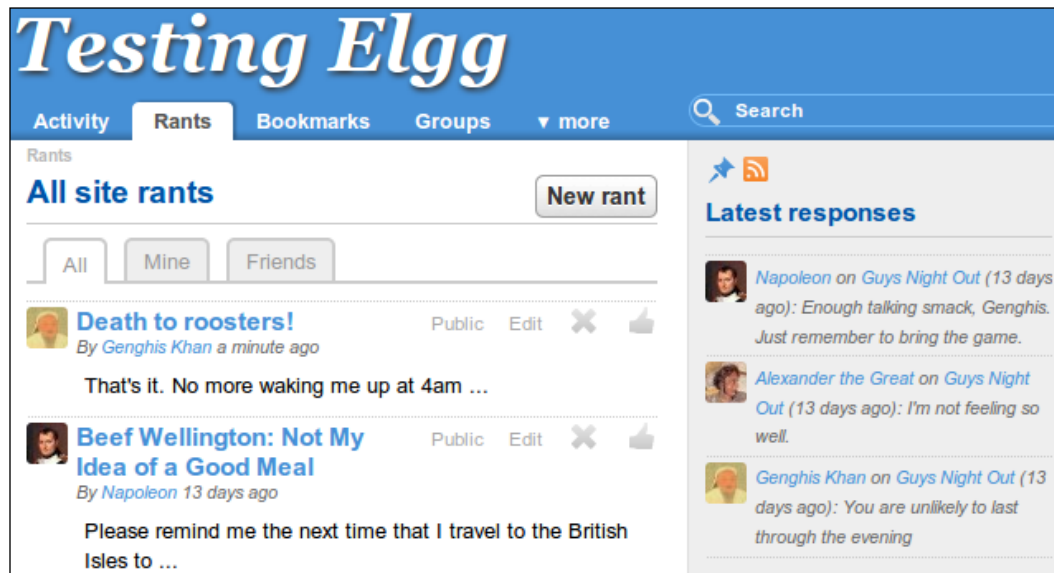 Testing Elgg
Activity Rants Bookmarks Groups ▼ more
Search
Rants
All site rants
New rant
All Mine Friends
Death to roosters!
Public Edit
By Genghis Khan a minute ago
That's it. No more waking me up at 4am ...
Beef Wellington: Not My
Idea of a Good Meal
Public Edit
By Napoleon 13 days ago
Please remind me the next time that I travel to the British
Isles to ...
Latest responses
Napoleon on Guys Night Out (13 days
ago): Enough talking smack, Genghis.
Just remember to bring the game.
Alexander the Great on Guys Night
Out (13 days ago): I'm not feeling so
well.
Genghis Khan on Guys Night Out (13
days ago): You are unlikely to last
through the evening